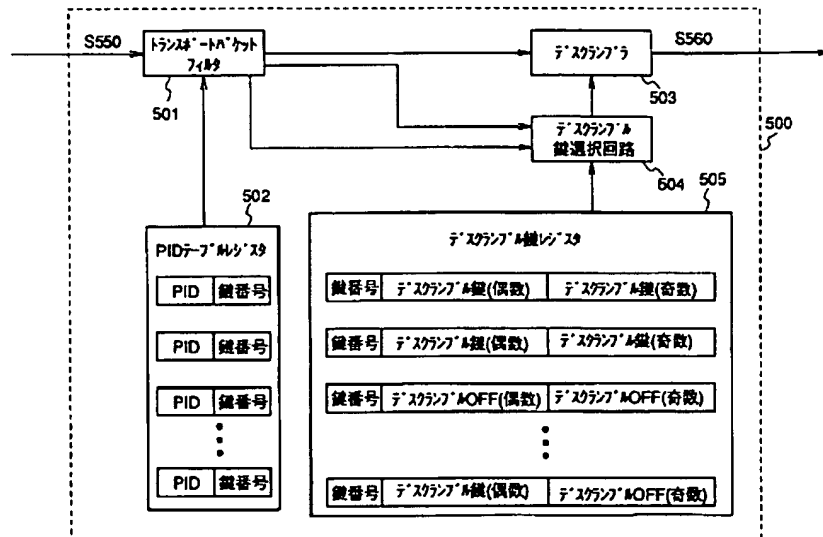 S550
トランスポートパケット
フィルタ
501
デスクランブラ
503
S560
デスクランブル
鍵選択回路
504
500
502
PIDテーブルレジスタ
PID 鍵番号
PID 鍵番号
PID 鍵番号
PID 鍵番号
505
デスクランブル鍵レジスタ
鍵番号 デスクランブル鍵(偶数) デスクランブル鍵(奇数)
鍵番号 デスクランブル鍵(偶数) デスクランブル鍵(奇数)
鍵番号 デスクランブルOFF(偶数) デスクランブルOFF(奇数)
鍵番号 デスクランブル鍵(偶数) デスクランブルOFF(奇数)